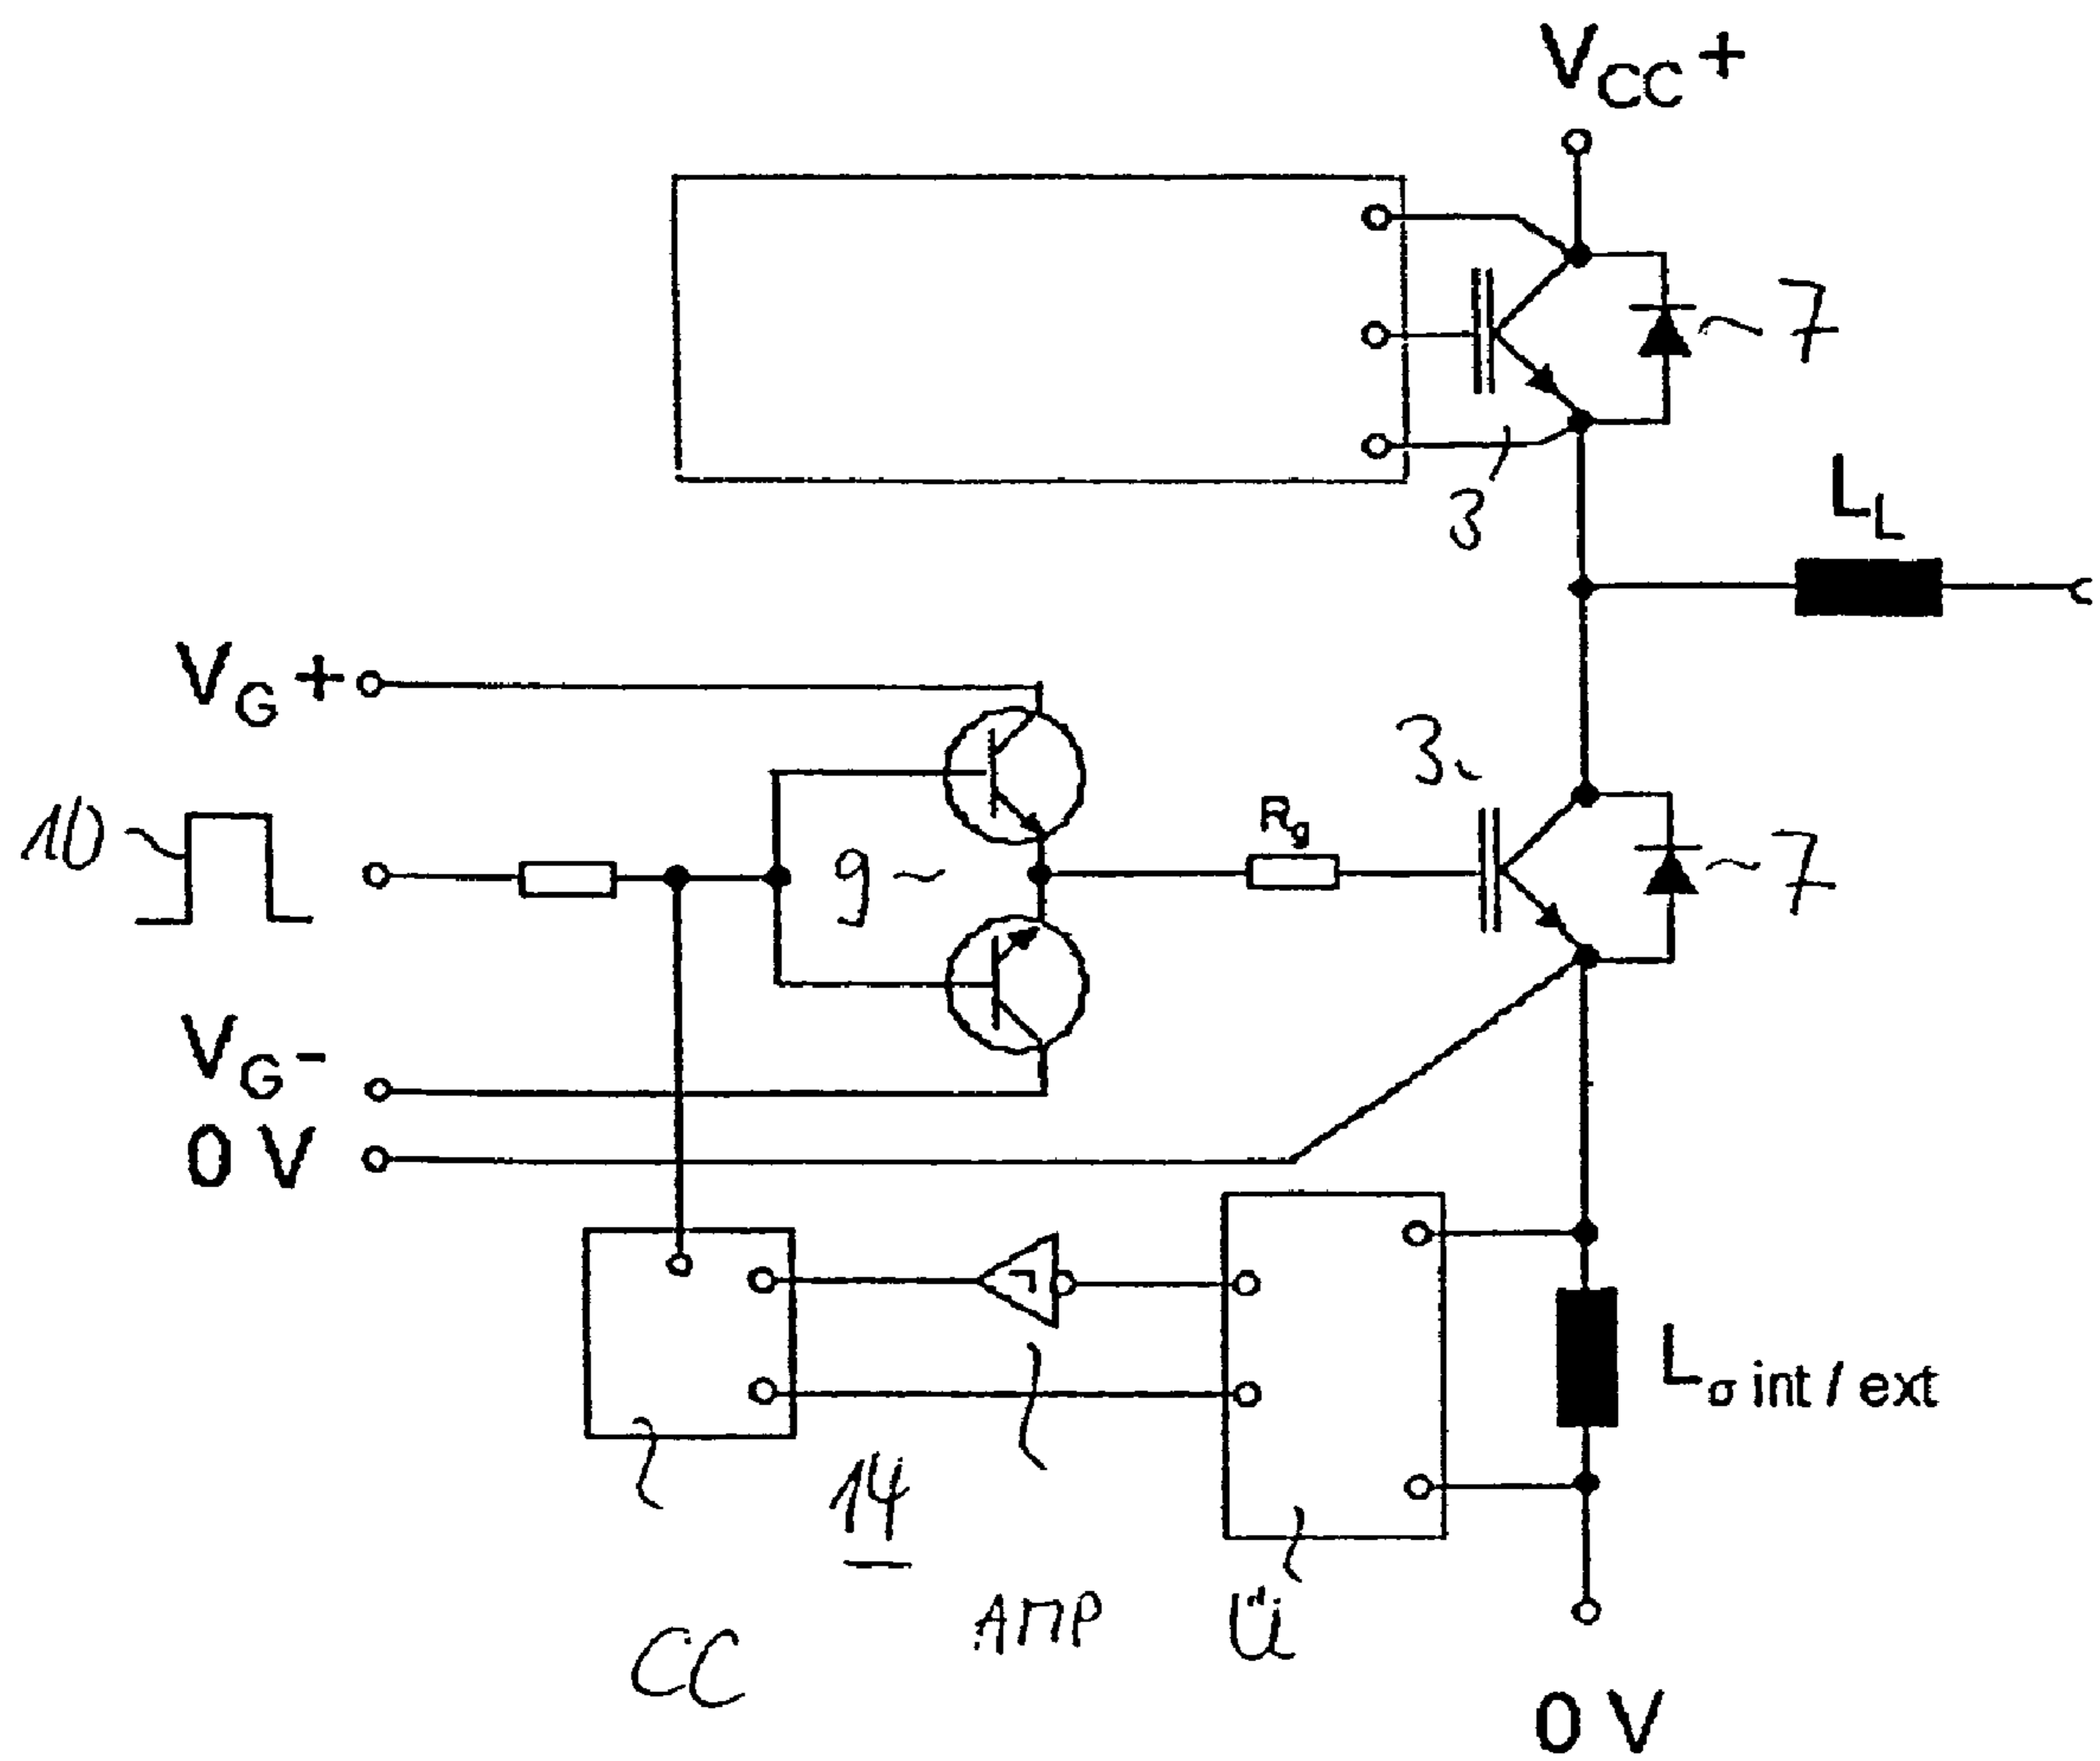 VCC+
7
3
LL
VG+
3
10
9
Rg
7
VG-
0 V
Lσ int / ext
14
AMP
Ü
CC
0 V